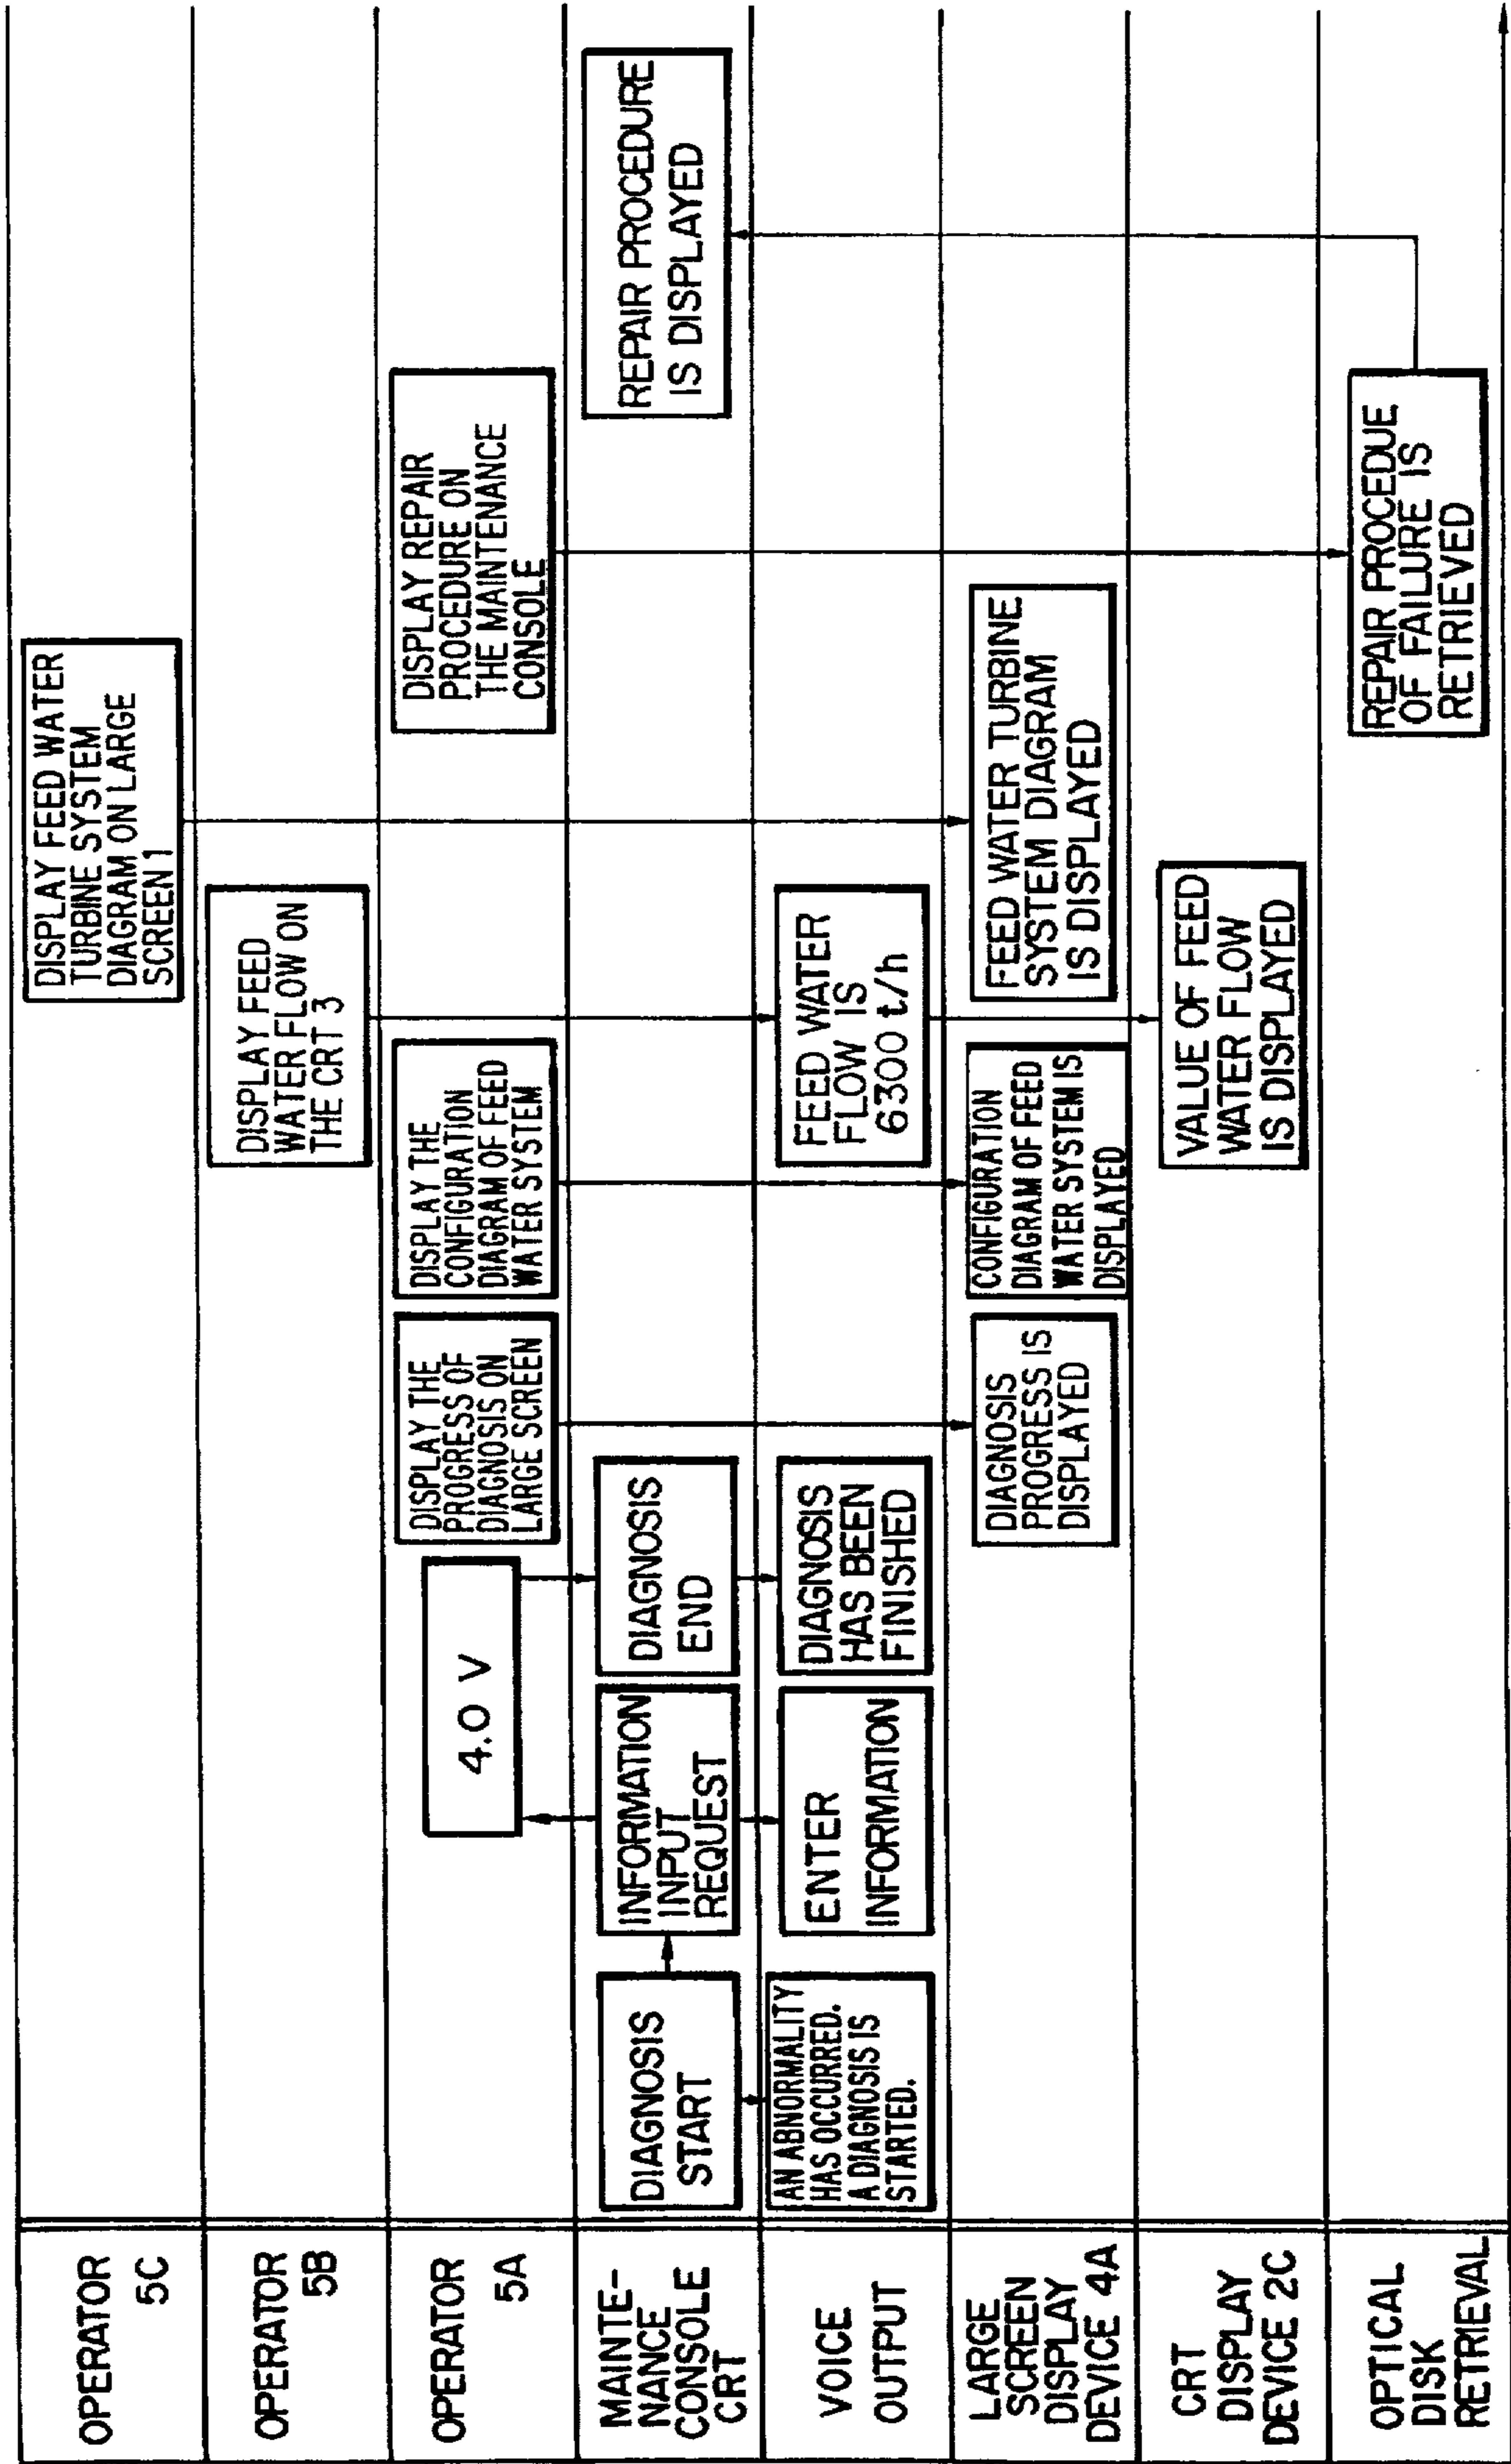 OPERATOR
5C
DISPLAY FEED WATER
TURBINE SYSTEM
DIAGRAM ON LARGE
SCREEN 1
OPERATOR
5B
DISPLAY FEED
WATER FLOW ON
THE CRT 3
OPERATOR
5A
4.0 V
DISPLAY THE
PROGRESS OF
DIAGNOSIS ON
LARGE SCREEN
DISPLAY THE
CONFIGURATION
DIAGRAM OF FEED
WATER SYSTEM
DISPLAY REPAIR
PROCEDURE ON
THE MAINTENANCE
CONSOLE
MAINTE-
NANCE
CONSOLE
CRT
DIAGNOSIS
START
INFORMATION
INPUT
REQUEST
DIAGNOSIS
END
REPAIR PROCEDURE
IS DISPLAYED
VOICE
OUTPUT
AN ABNORMALITY
HAS OCCURRED.
A DIAGNOSIS IS
STARTED.
ENTER
INFORMATION
DIAGNOSIS
HAS BEEN
FINISHED
FEED WATER
FLOW IS
6300 t/h
LARGE
SCREEN
DISPLAY
DEVICE 4A
DIAGNOSIS
PROGRESS IS
DISPLAYED
CONFIGURATION
DIAGRAM OF FEED
WATER SYSTEM IS
DISPLAYED
FEED WATER TURBINE
SYSTEM DIAGRAM
IS DISPLAYED
CRT
DISPLAY
DEVICE 2C
VALUE OF FEED
WATER FLOW
IS DISPLAYED
OPTICAL
DISK
RETRIEVAL
REPAIR PROCEDUE
OF FAILURE IS
RETRIEVED